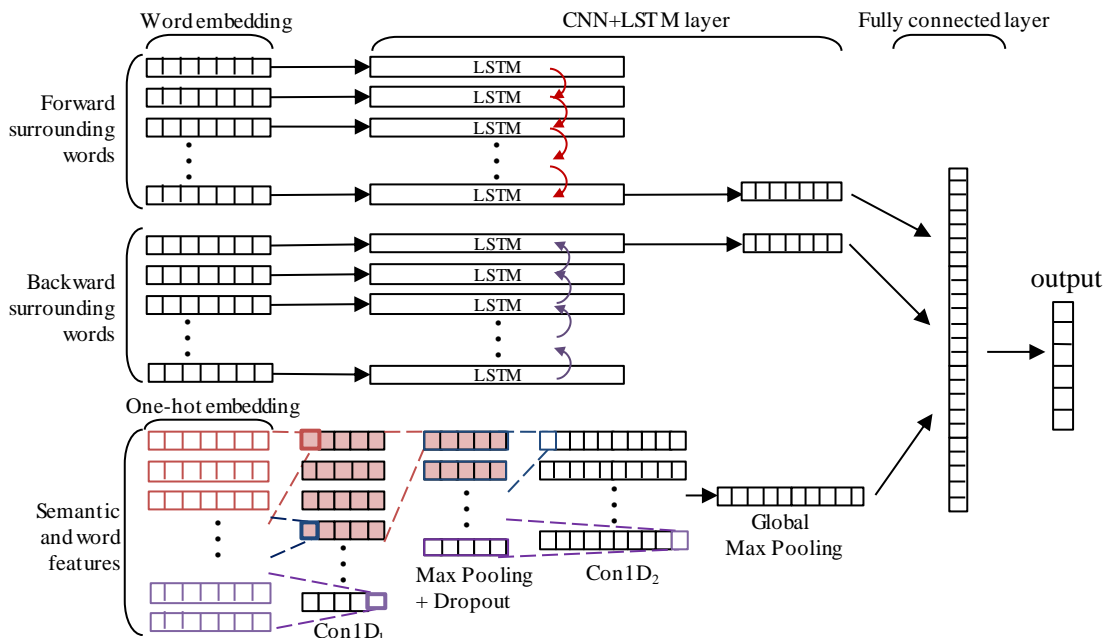 Word embedding
CNN+LSTM layer
Fully connected layer
Forward
surrounding
words
LSTM
LSTM
LSTM
LSTM
Backward
surrounding
words
LSTM
LSTM
LSTM
LSTM
output
One-hot embedding
Semantic
and word
features
Con1D₁
Max Pooling
+ Dropout
Con1D₂
Global
Max Pooling